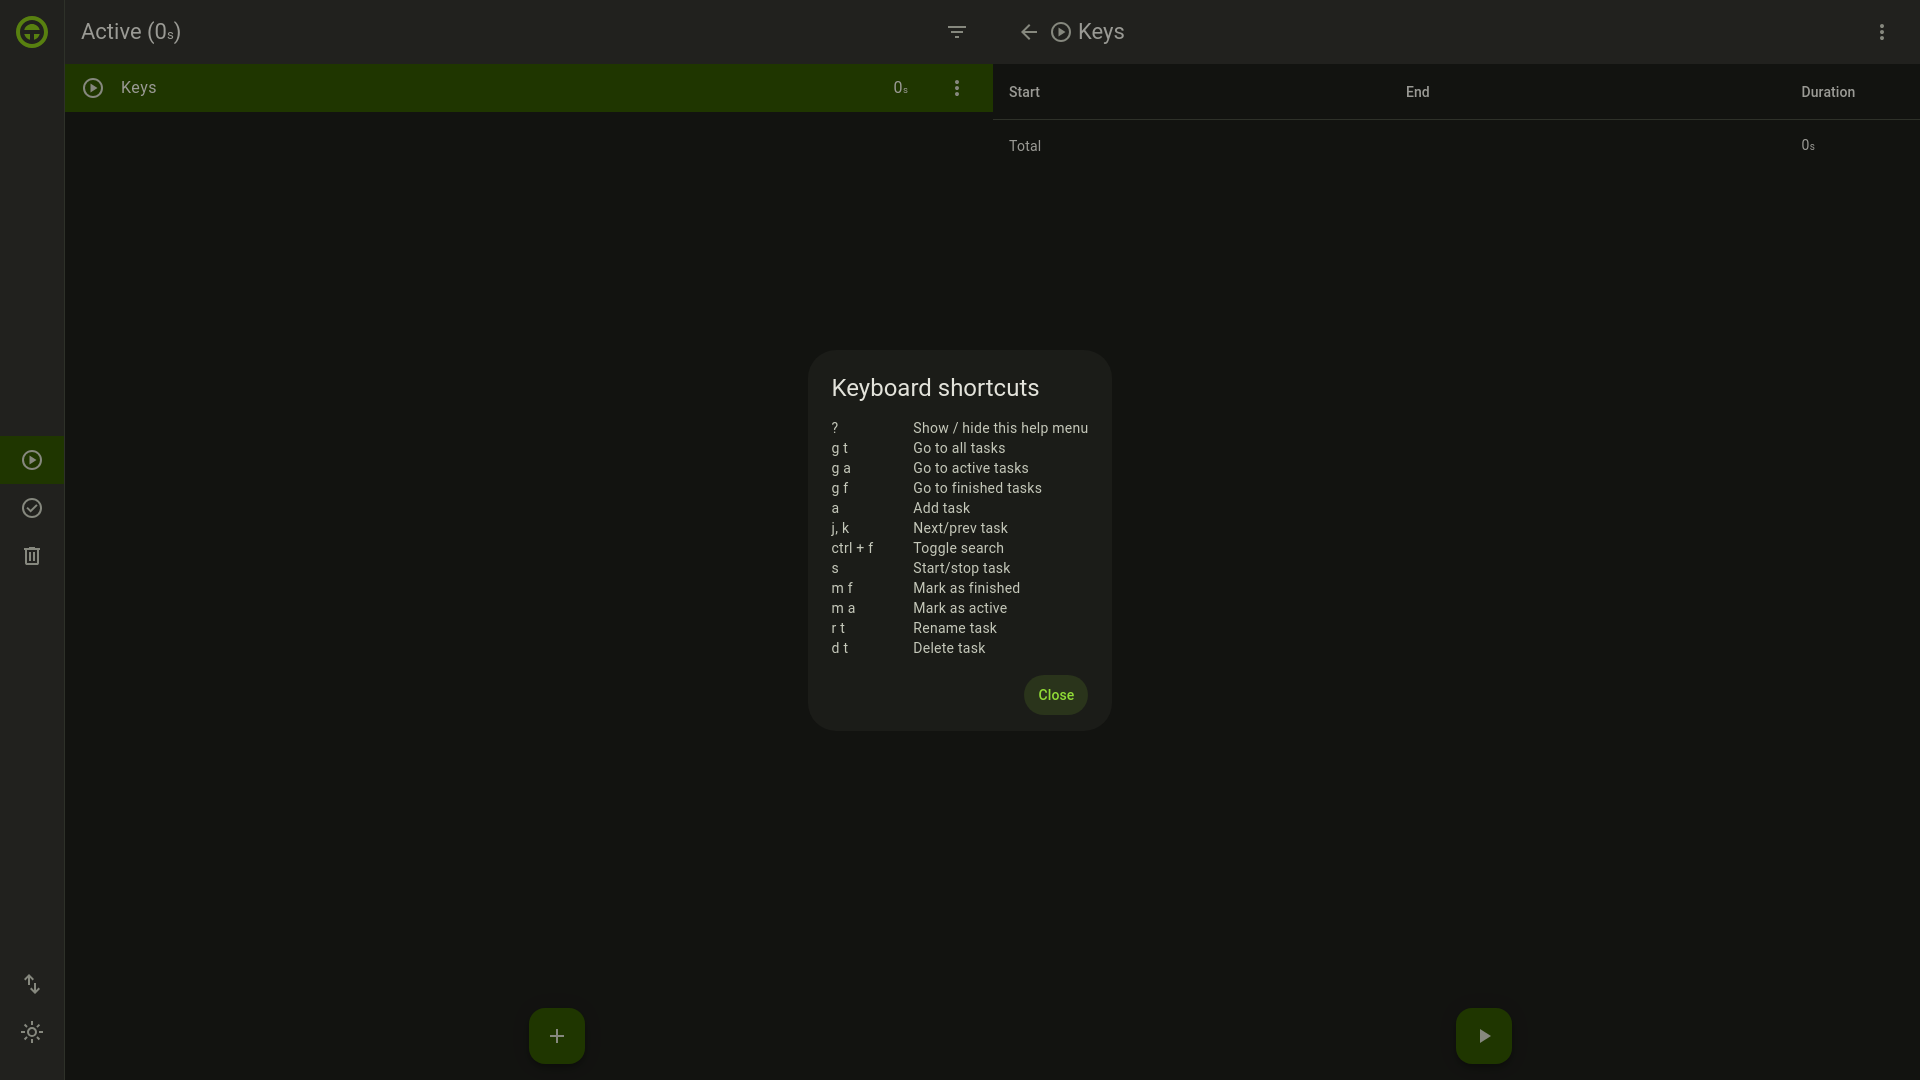 Active (0s)
Keys
Keys 0s
Start End Duration
Total 0s
Keyboard shortcuts
? Show / hide this help menu
g t Go to all tasks
g a Go to active tasks
g f Go to finished tasks
a Add task
j, k Next/prev task
ctrl + f Toggle search
s Start/stop task
m f Mark as finished
m a Mark as active
r t Rename task
d t Delete task
Close